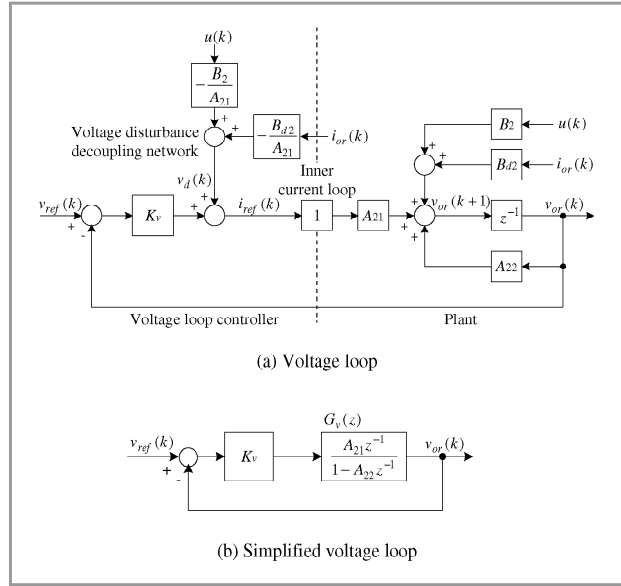 u(k)
−B2/A21
+
Voltage disturbance
decoupling network
+
−Bd2/A21
ior(k)
B2
u(k)
+
+
Bd2
ior(k)
vd(k)
Inner
current loop
vref(k)
+
-
Kv
+
+
iref(k)
1
A21
+
+
+
vor(k+1)
z−1
vor(k)
A22
Voltage loop controller
Plant
(a) Voltage loop
Gv(z)
vref(k)
+
-
Kv
A21z−1/1−A22z−1
vor(k)
(b) Simplified voltage loop